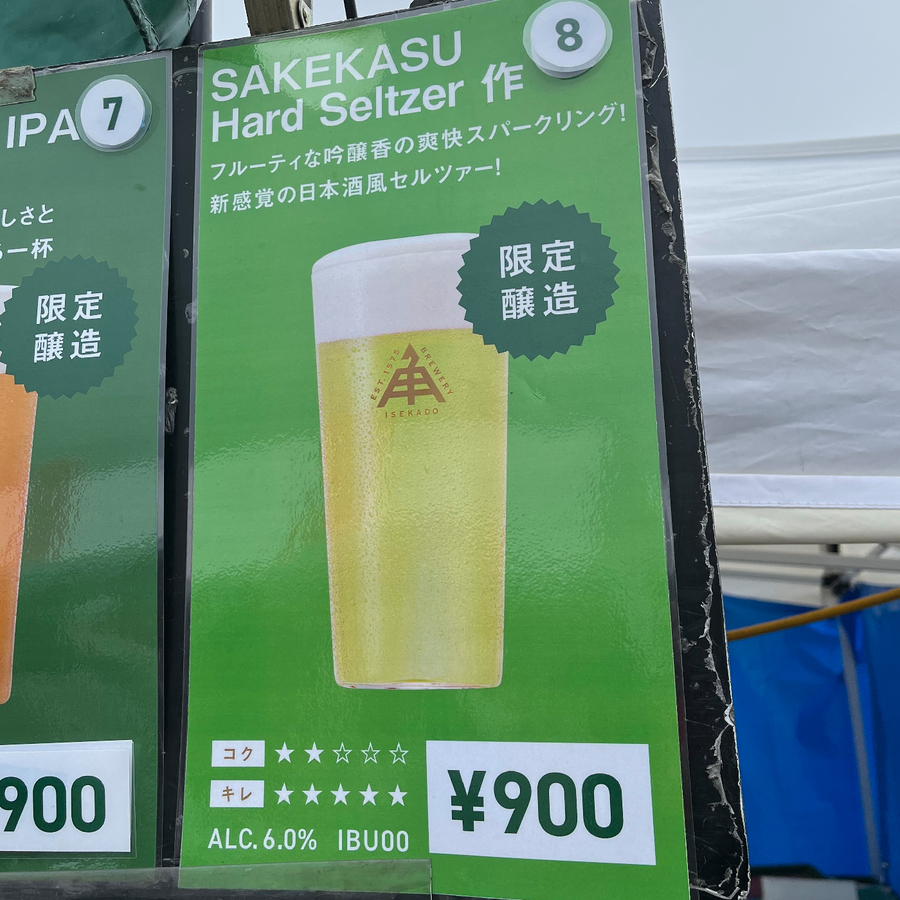 IPA
7
しさと
る一杯
限定
醸造
900
SAKEKASU
Hard Seltzer 作
8
フルーティな吟醸香の爽快スパークリング!
新感覚の日本酒風セルツァー!
限定
醸造
EST.1575 BREWERY
ISEKADO
コク ★★☆☆☆
キレ ★★★★★
ALC.6.0% IBU00
¥900